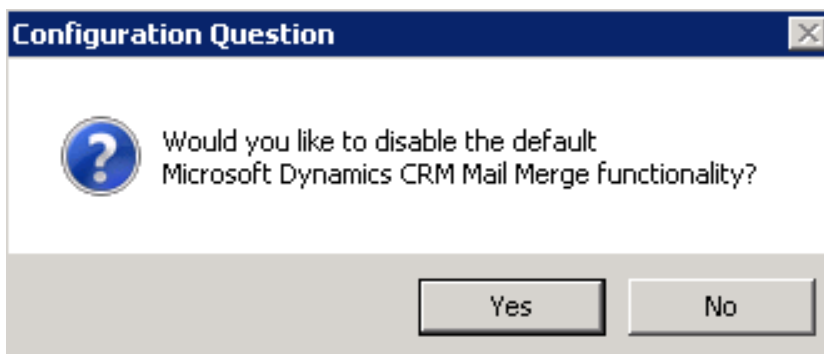 Configuration Question
Would you like to disable the default
Microsoft Dynamics CRM Mail Merge functionality?
Yes
No